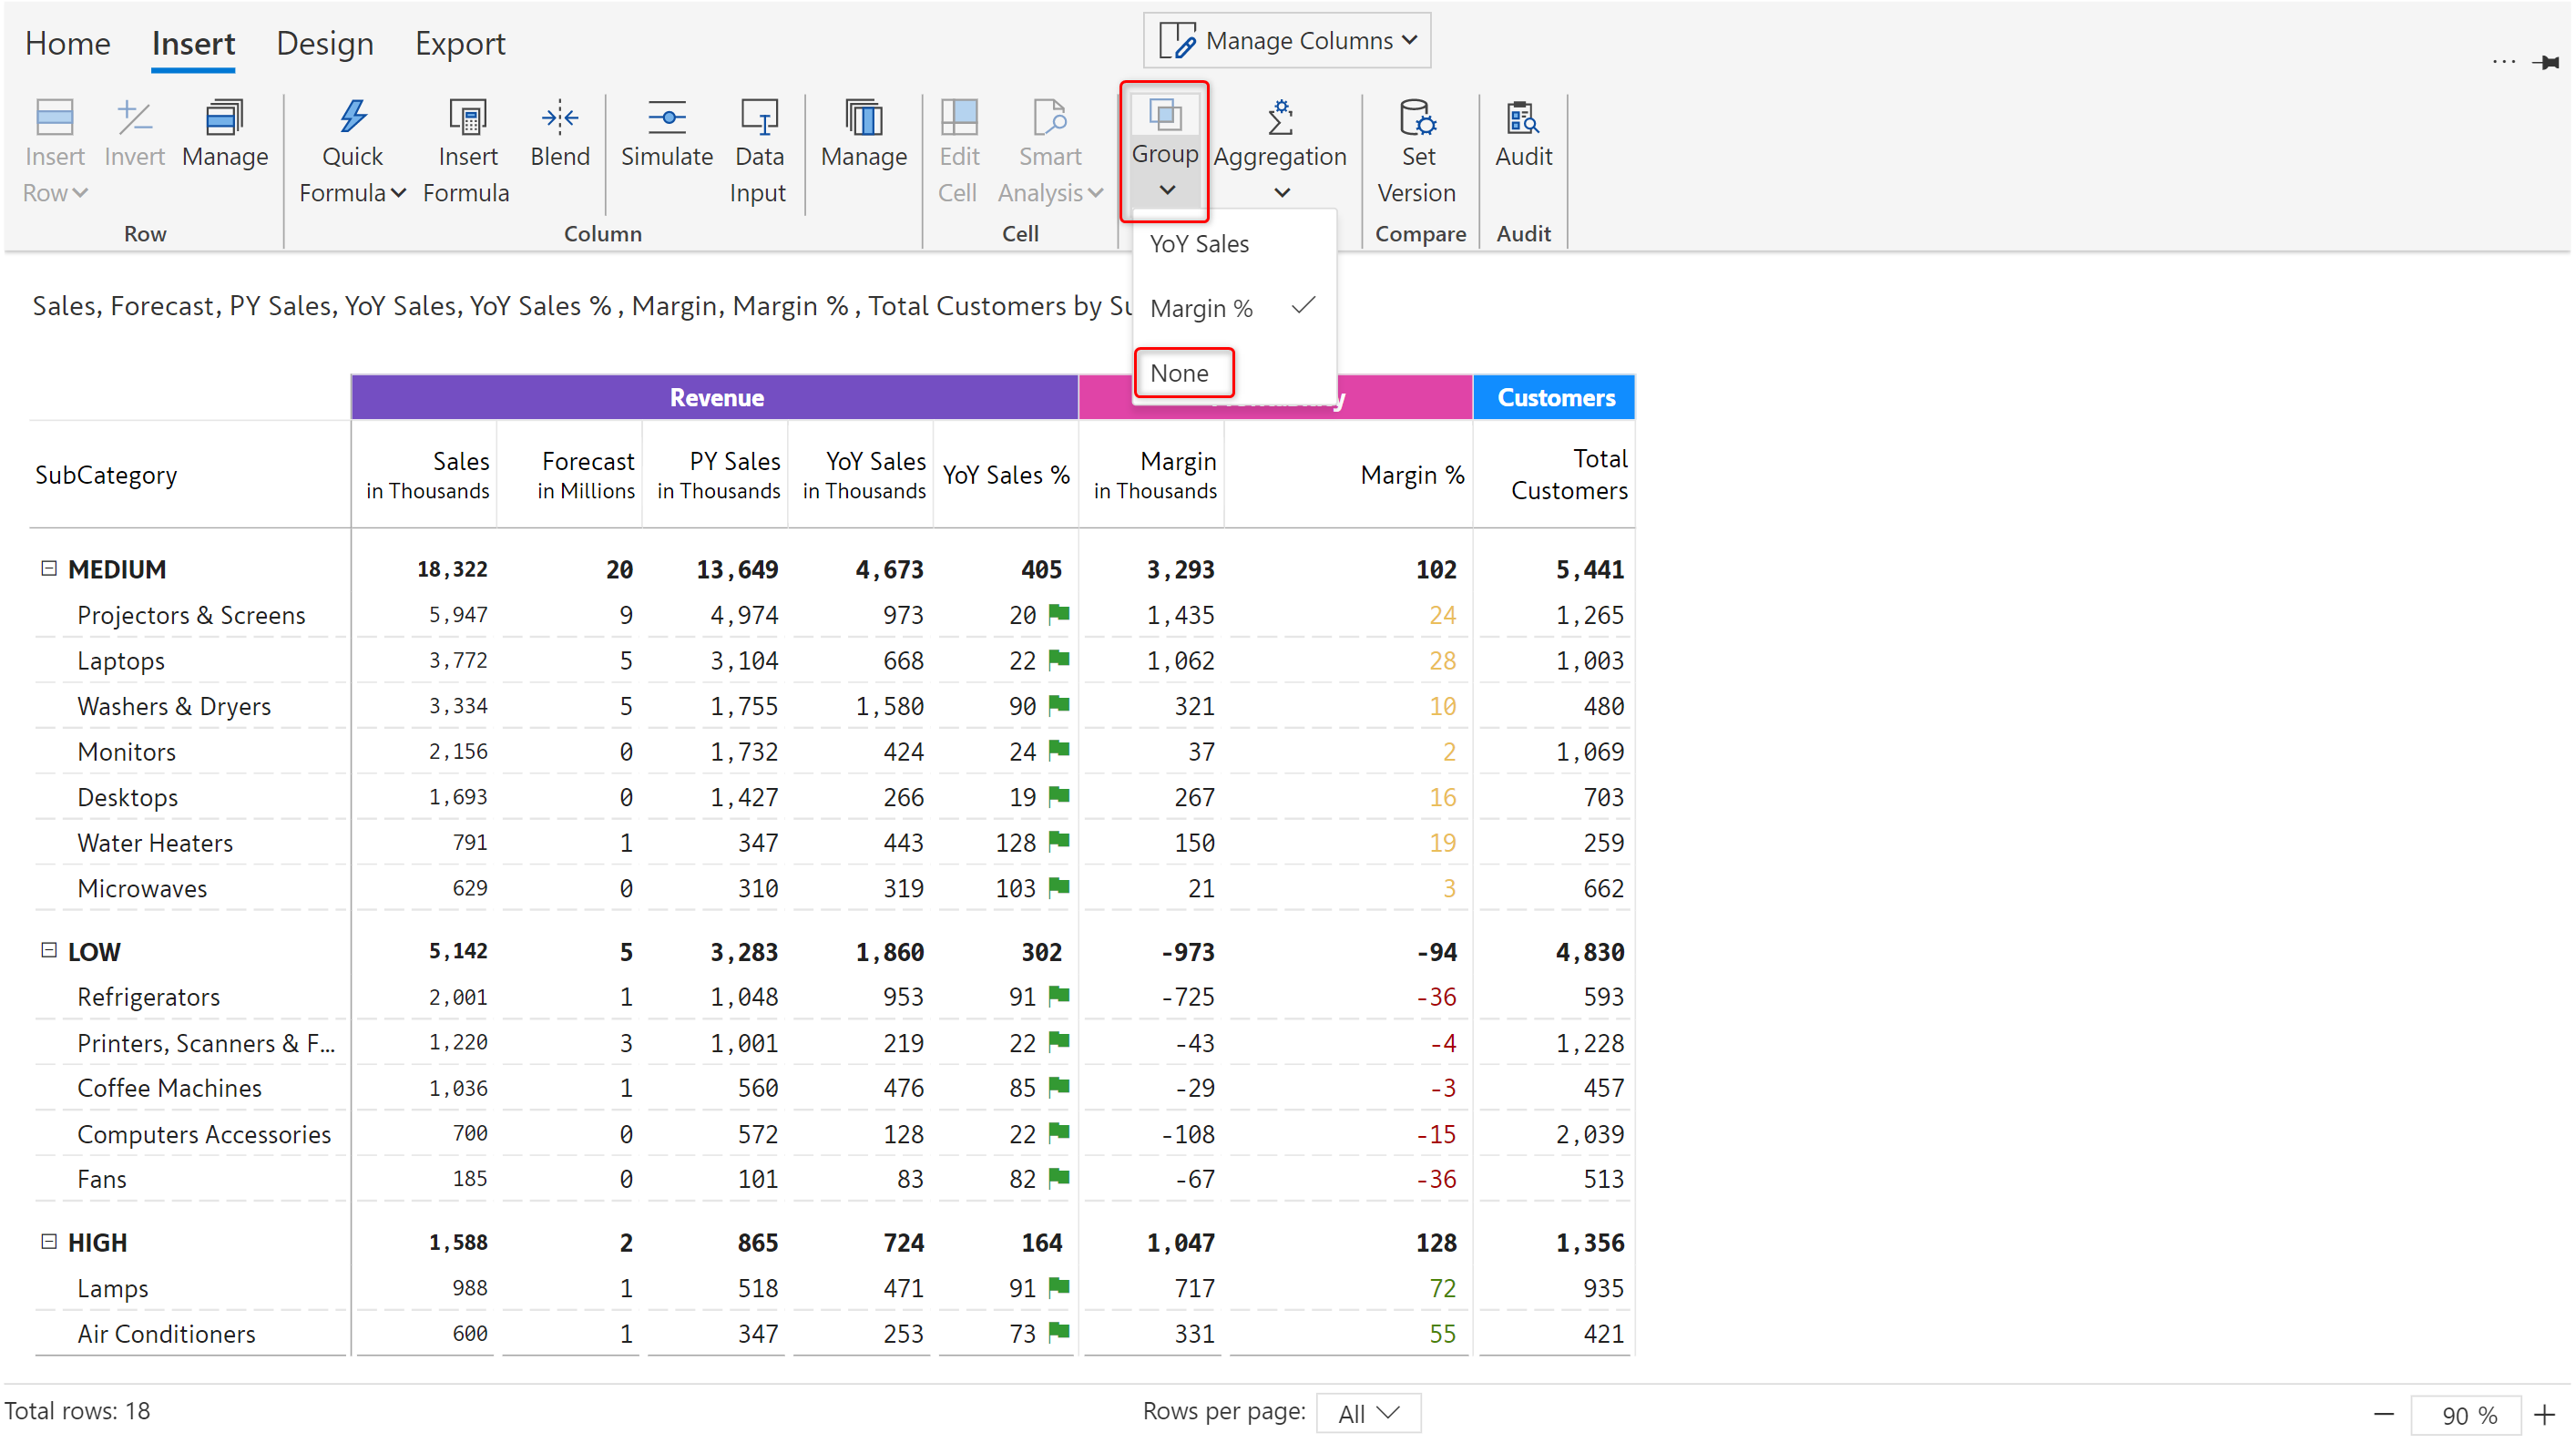 Home Insert Design Export
Manage Columns
Insert Row
Invert
Manage
Quick Formula
Insert Formula
Blend
Simulate
Data Input
Manage
Edit Cell
Smart Analysis
Group
Aggregation
Set Version
Audit
Row Column Cell Compare Audit
YoY Sales
Margin %
None
Sales, Forecast, PY Sales, YoY Sales, YoY Sales % , Margin, Margin % , Total Customers by
Revenue Customers
SubCategory Sales in Thousands Forecast in Millions PY Sales in Thousands YoY Sales in Thousands YoY Sales % Margin in Thousands Margin % Total Customers
MEDIUM 18,322 20 13,649 4,673 405 3,293 102 5,441
Projectors & Screens 5,947 9 4,974 973 20 1,435 24 1,265
Laptops 3,772 5 3,104 668 22 1,062 28 1,003
Washers & Dryers 3,334 5 1,755 1,580 90 321 10 480
Monitors 2,156 0 1,732 424 24 37 2 1,069
Desktops 1,693 0 1,427 266 19 267 16 703
Water Heaters 791 1 347 443 128 150 19 259
Microwaves 629 0 310 319 103 21 3 662
LOW 5,142 5 3,283 1,860 302 -973 -94 4,830
Refrigerators 2,001 1 1,048 953 91 -725 -36 593
Printers, Scanners & F... 1,220 3 1,001 219 22 -43 -4 1,228
Coffee Machines 1,036 1 560 476 85 -29 -3 457
Computers Accessories 700 0 572 128 22 -108 -15 2,039
Fans 185 0 101 83 82 -67 -36 513
HIGH 1,588 2 865 724 164 1,047 128 1,356
Lamps 988 1 518 471 91 717 72 935
Air Conditioners 600 1 347 253 73 331 55 421
Total rows: 18 Rows per page: All 90 %